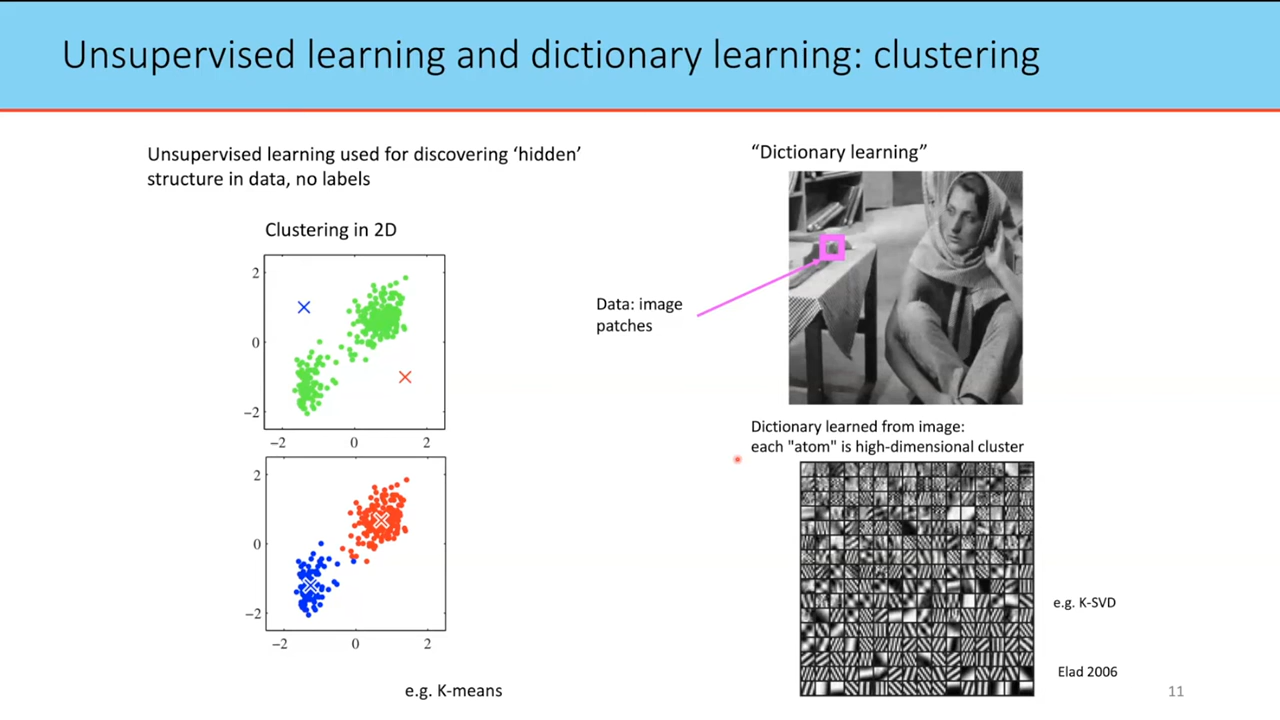 Unsupervised learning and dictionary learning: clustering
Unsupervised learning used for discovering ‘hidden’
structure in data, no labels
Clustering in 2D
2
0
−2
−2 0 2
2
0
−2
−2 0 2
e.g. K-means
“Dictionary learning”
Data: image
patches
Dictionary learned from image:
each "atom" is high-dimensional cluster
e.g. K-SVD
Elad 2006
11